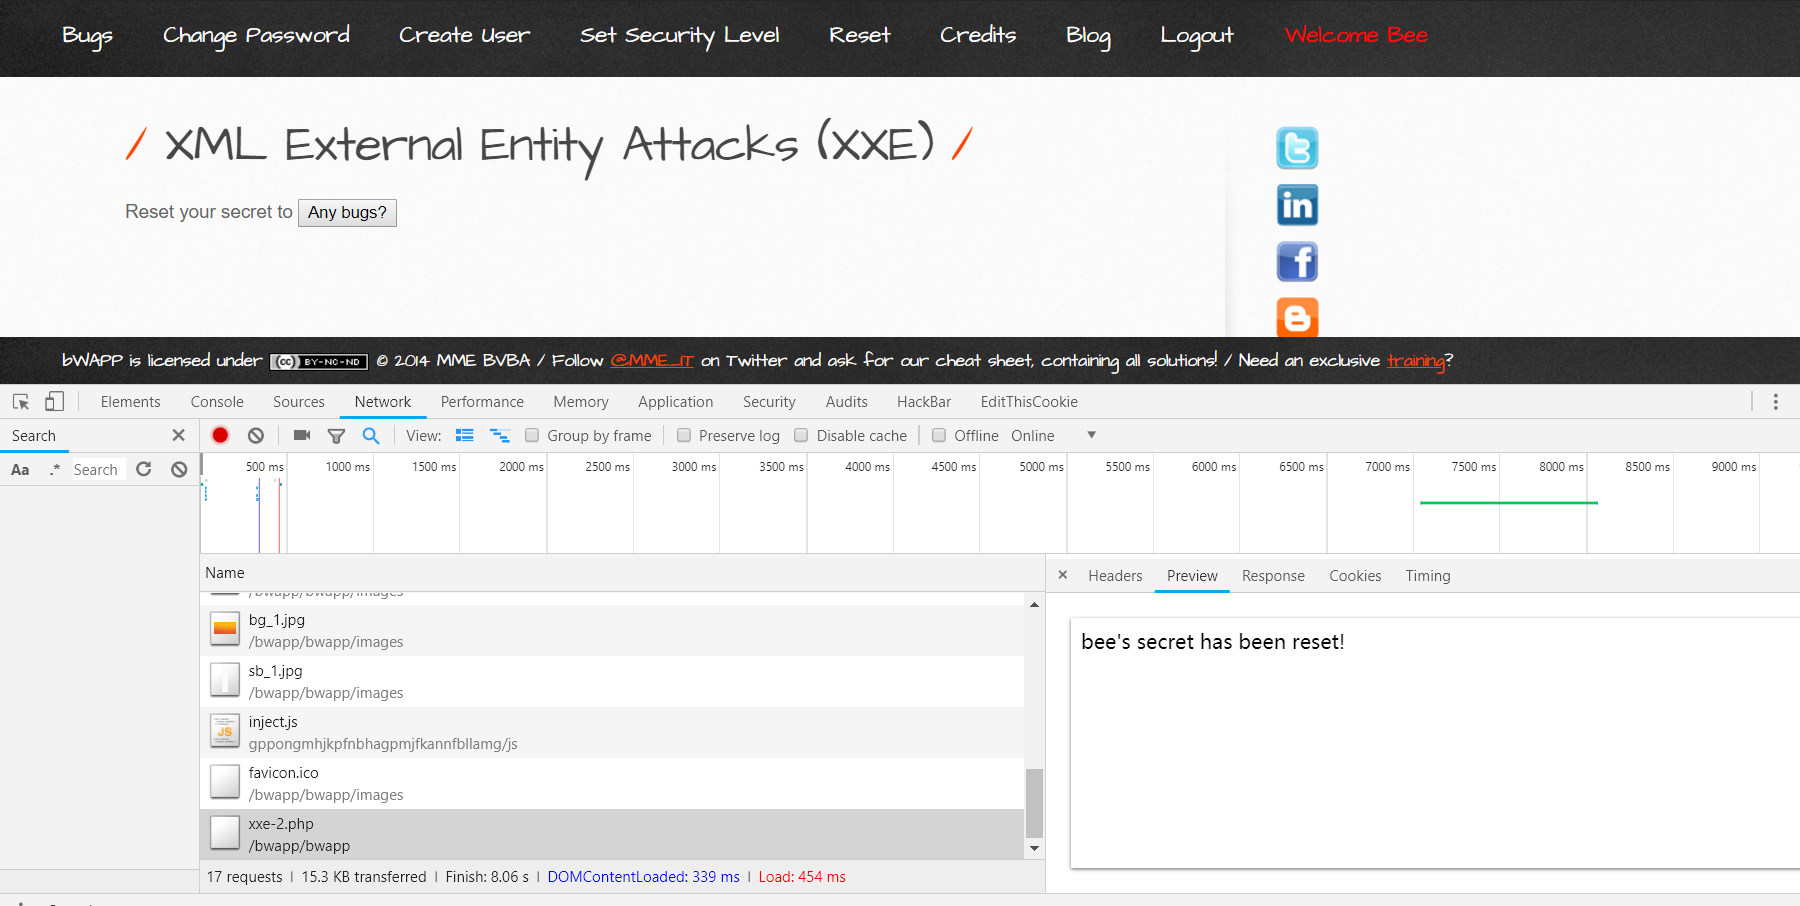 Bugs Change Password Create User Set Security Level Reset Credits Blog Logout Welcome Bee
/ XML External Entity Attacks (XXE) /
Reset your secret to Any bugs?
bWAPP is licensed under cc BY-NC-ND © 2014 MME BVBA / Follow @MME_IT on Twitter and ask for our cheat sheet, containing all solutions! / Need an exclusive training?
Elements Console Sources Network Performance Memory Application Security Audits HackBar EditThisCookie
Search
View: Group by frame Preserve log Disable cache Offline Online
Aa .* Search
500 ms 1000 ms 1500 ms 2000 ms 2500 ms 3000 ms 3500 ms 4000 ms 4500 ms 5000 ms 5500 ms 6000 ms 6500 ms 7000 ms 7500 ms 8000 ms 8500 ms 9000 ms
Name
Headers Preview Response Cookies Timing
/bwapp/bwapp/images
bg_1.jpg
/bwapp/bwapp/images
sb_1.jpg
/bwapp/bwapp/images
inject.js
gppongmhjkpfnbhagpmjfkannfbllamg/js
favicon.ico
/bwapp/bwapp/images
xxe-2.php
/bwapp/bwapp
bee's secret has been reset!
17 requests | 15.3 KB transferred | Finish: 8.06 s | DOMContentLoaded: 339 ms | Load: 454 ms